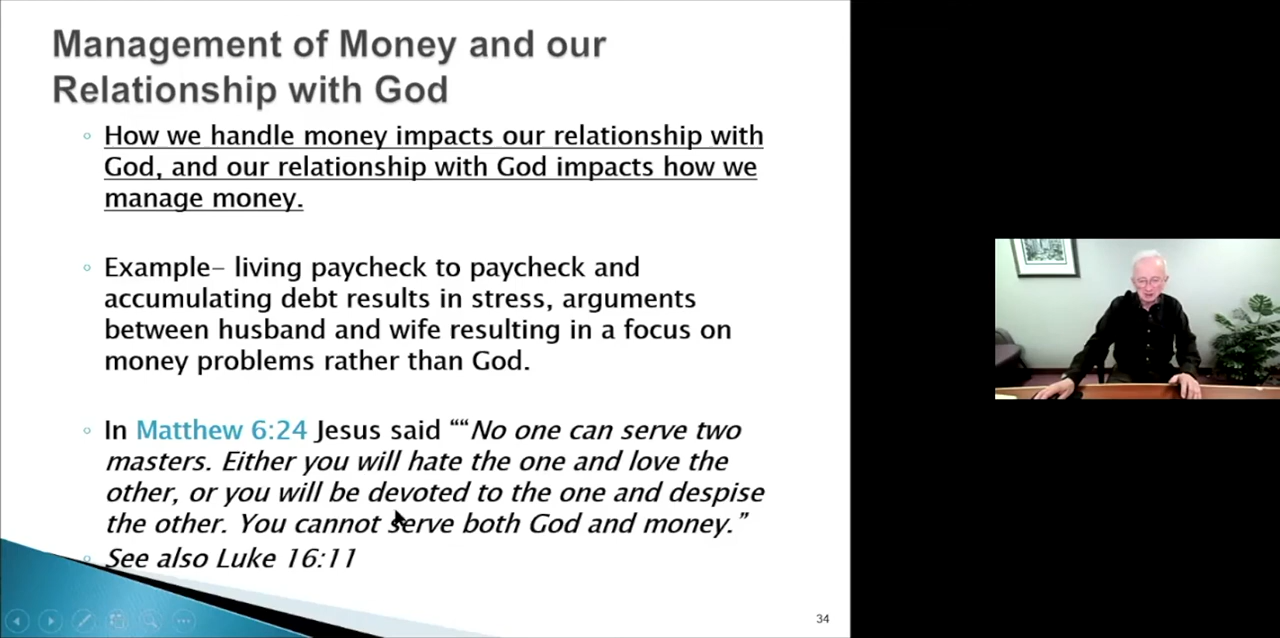 Management of Money and our
Relationship with God
How we handle money impacts our relationship with
God, and our relationship with God impacts how we
manage money.
Example- living paycheck to paycheck and
accumulating debt results in stress, arguments
between husband and wife resulting in a focus on
money problems rather than God.
In Matthew 6:24 Jesus said ““No one can serve two
masters. Either you will hate the one and love the
other, or you will be devoted to the one and despise
the other. You cannot serve both God and money.”
See also Luke 16:11
34